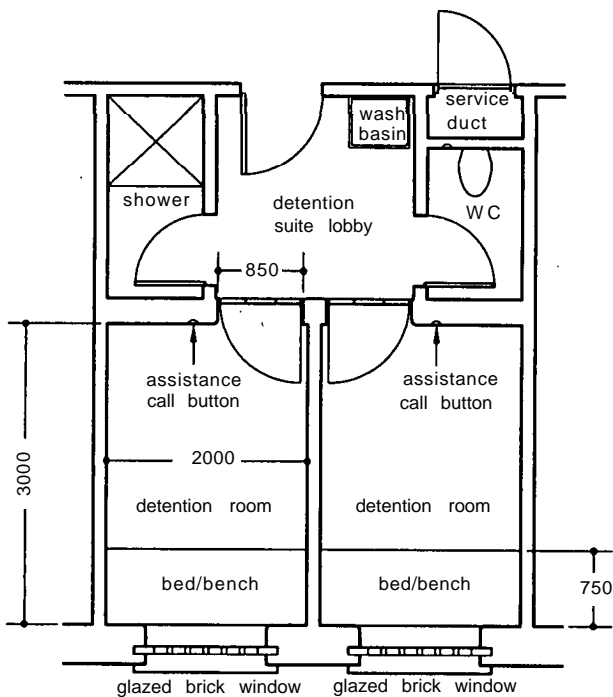 service
duct
wash
basin
shower
WC
detention
suite lobby
850
assistance
call button
assistance
call button
3000
2000
detention room
detention room
bed/bench
bed/bench
750
glazed brick window
glazed brick window